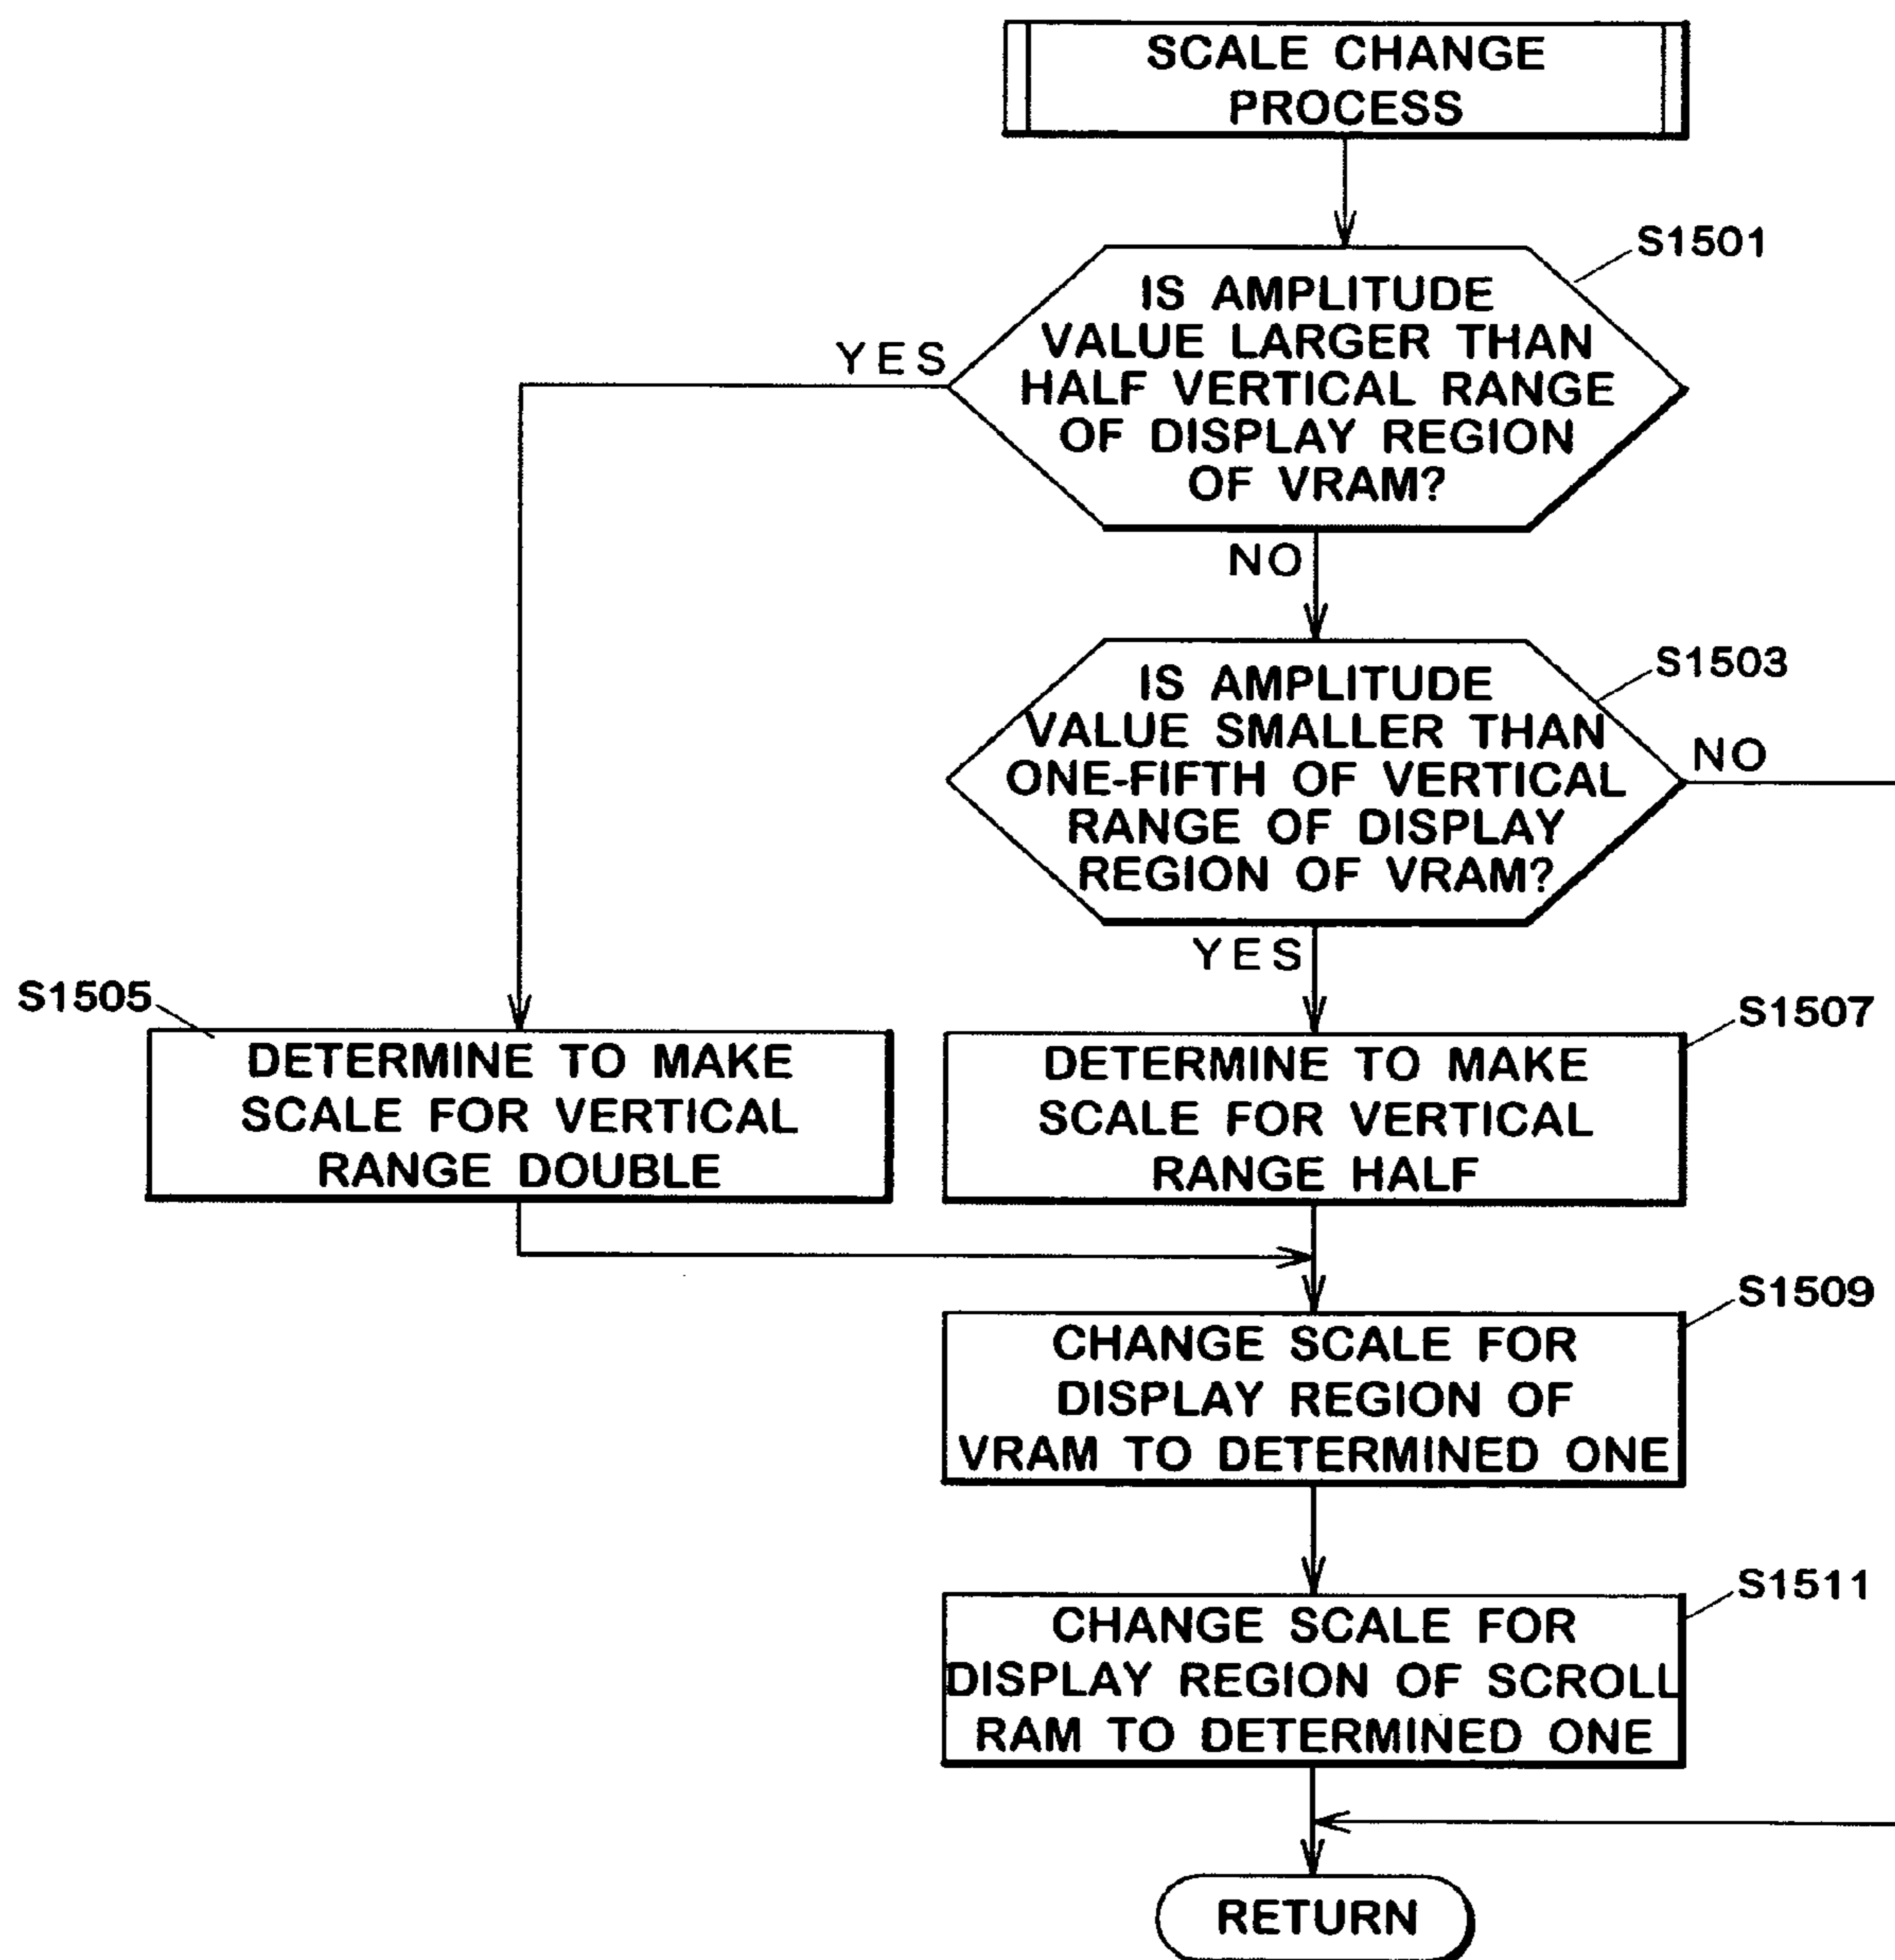 SCALE CHANGE
PROCESS
S1501
IS AMPLITUDE
VALUE LARGER THAN
HALF VERTICAL RANGE
OF DISPLAY REGION
OF VRAM?
YES
NO
S1503
IS AMPLITUDE
VALUE SMALLER THAN
ONE-FIFTH OF VERTICAL
RANGE OF DISPLAY
REGION OF VRAM?
NO
YES
S1505
DETERMINE TO MAKE
SCALE FOR VERTICAL
RANGE DOUBLE
S1507
DETERMINE TO MAKE
SCALE FOR VERTICAL
RANGE HALF
S1509
CHANGE SCALE FOR
DISPLAY REGION OF
VRAM TO DETERMINED ONE
S1511
CHANGE SCALE FOR
DISPLAY REGION OF SCROLL
RAM TO DETERMINED ONE
RETURN